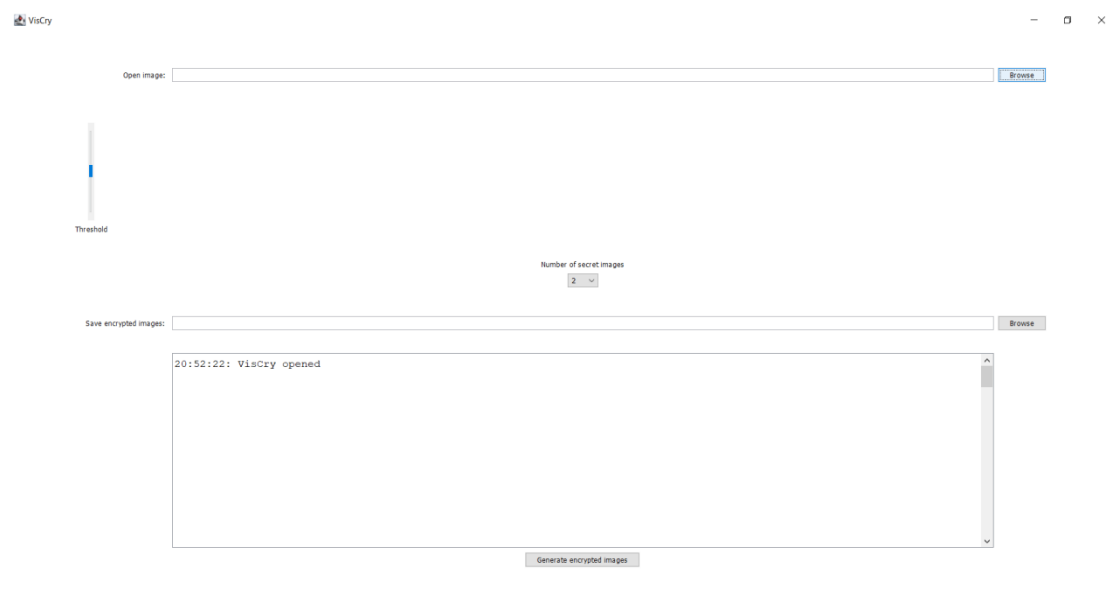 VisCry
Open image:
Browse
Threshold
Number of secret images
2
Save encrypted images:
Browse
20:52:22: VisCry opened
Generate encrypted images